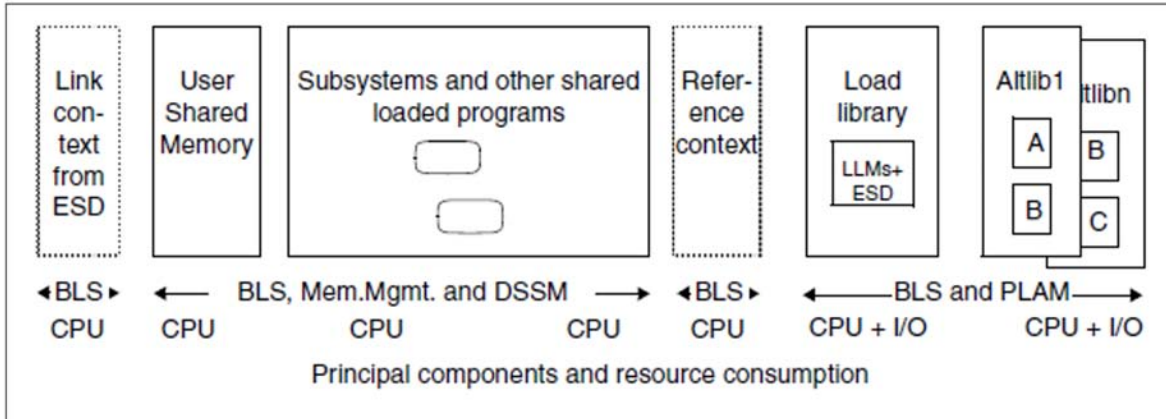 Link
con-
text
from
ESD
User
Shared
Memory
Subsystems and other shared
loaded programs
Refer-
ence
context
Load
library
LLMs+
ESD
Altlib1
A
B
tlibn
B
C
BLS
BLS, Mem.Mgmt. and DSSM
BLS
BLS and PLAM
CPU
CPU
CPU
CPU
CPU
CPU + I/O
CPU + I/O
Principal components and resource consumption